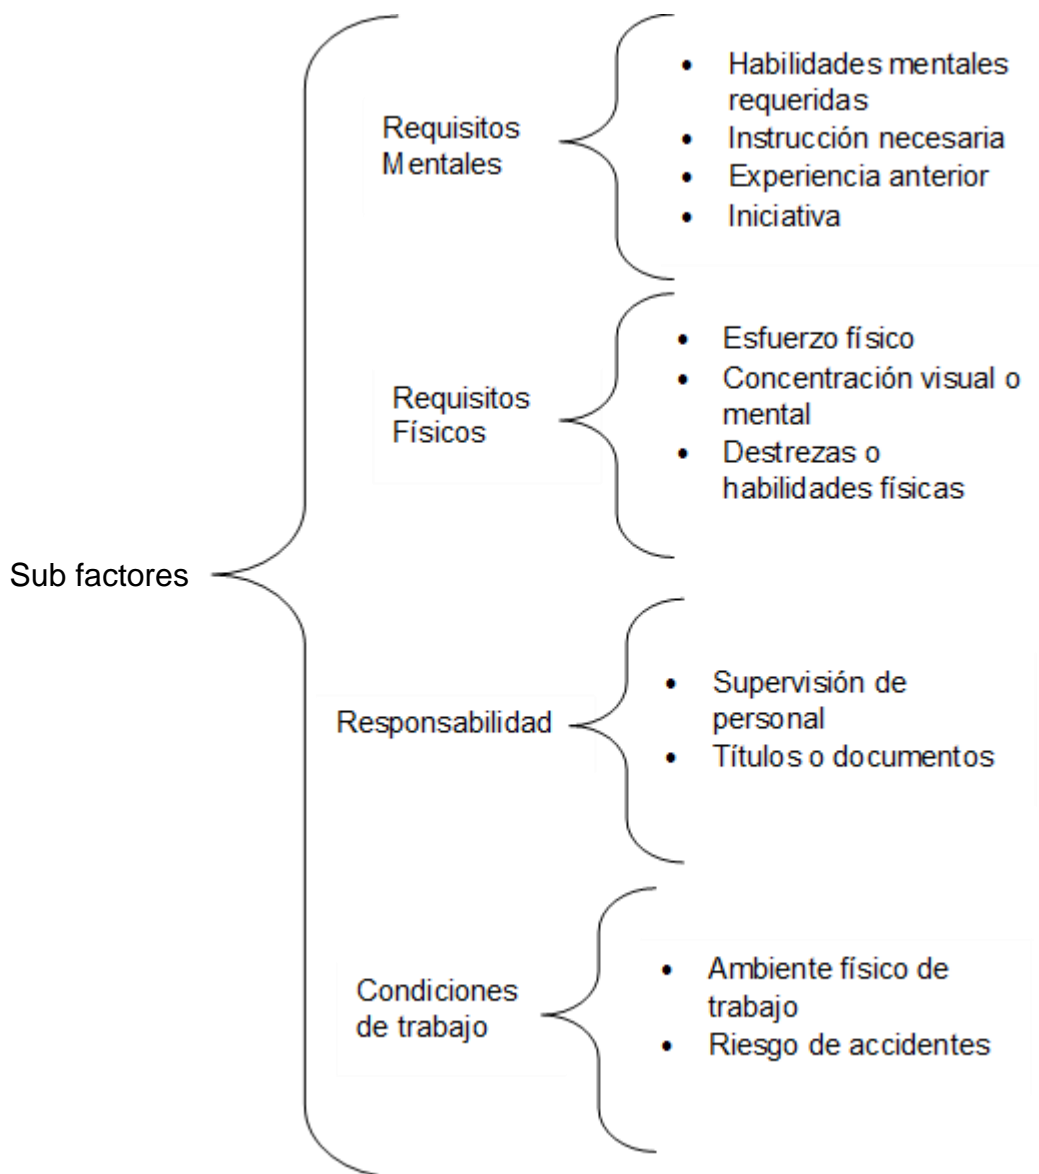 Sub factores
Requisitos
Mentales
• Habilidades mentales
requeridas
• Instrucción necesaria
• Experiencia anterior
• Iniciativa
Requisitos
Físicos
• Esfuerzo físico
• Concentración visual o
mental
• Destrezas o
habilidades físicas
Responsabilidad
• Supervisión de
personal
• Títulos o documentos
Condiciones
de trabajo
• Ambiente físico de
trabajo
• Riesgo de accidentes